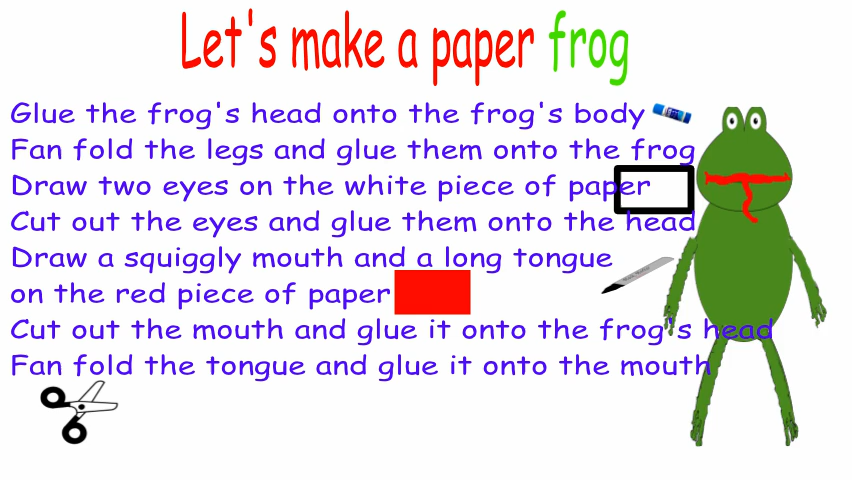 Let's make a paper frog
Glue the frog's head onto the frog's body
Fan fold the legs and glue them onto the frog
Draw two eyes on the white piece of paper
Cut out the eyes and glue them onto the head
Draw a squiggly mouth and a long tongue
on the red piece of paper
Cut out the mouth and glue it onto the frog's head
Fan fold the tongue and glue it onto the mouth